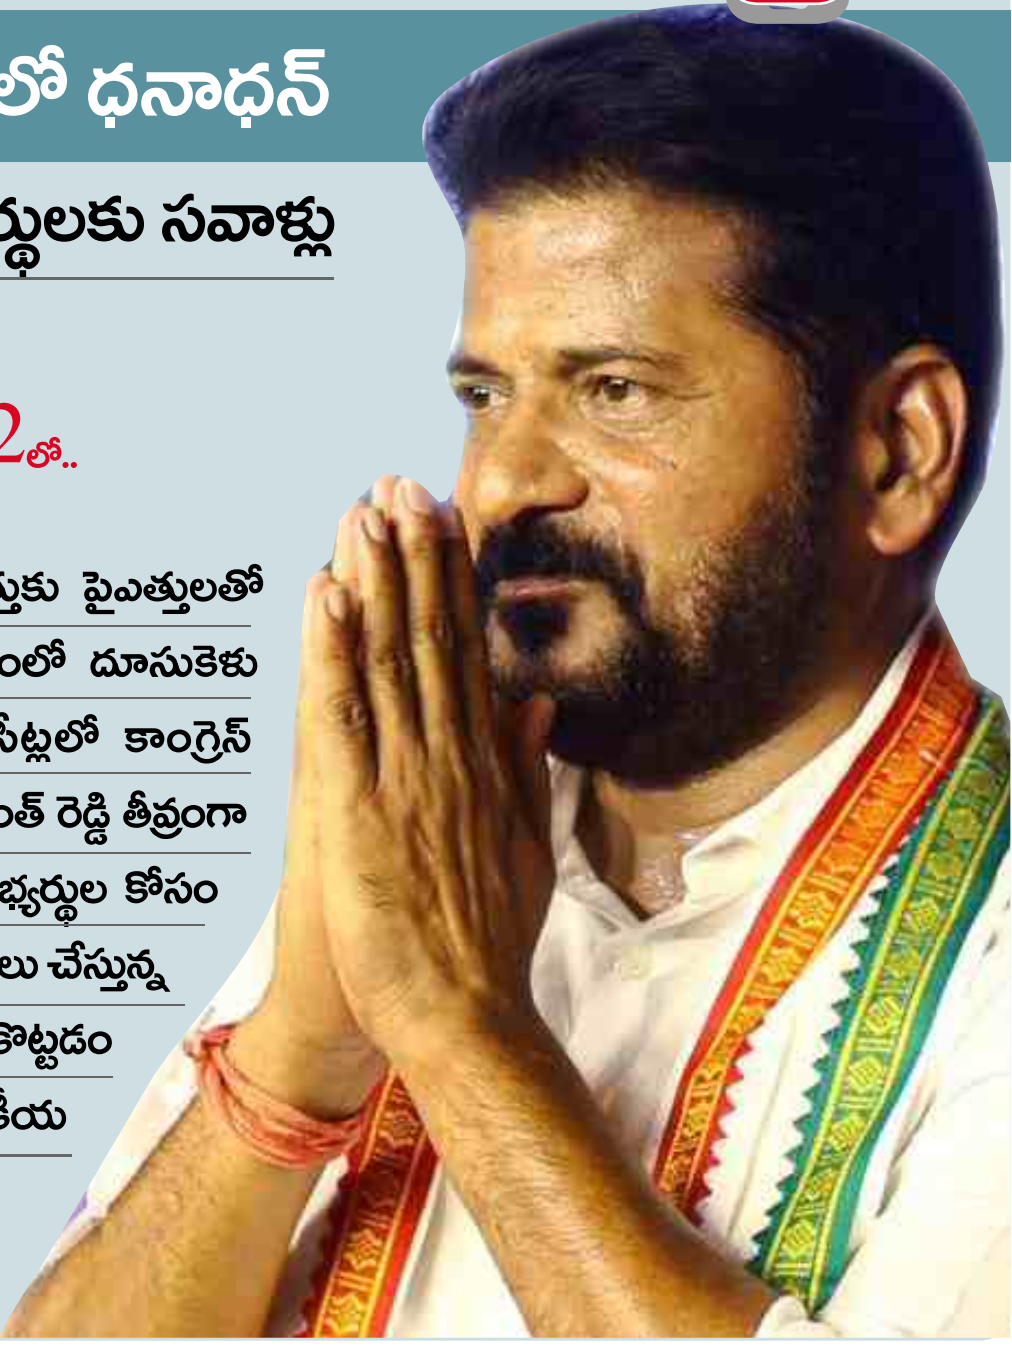 లో ధనాధన్
ర్థులకు సవాళ్లు
2లో..
పైఎత్తులతో
దూసుకెళు
సీట్లలో కాంగ్రెస్
రెడ్డి తీవ్రంగా
భ్యర్థుల కోసం
లు చేస్తున్న
కొట్టడం
కీయ